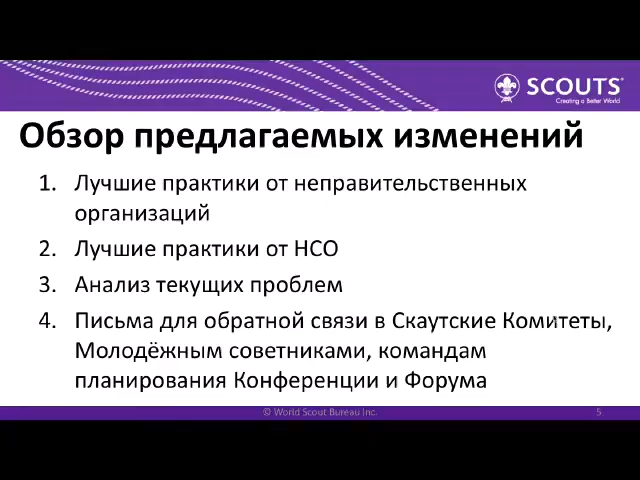 SCOUTS®
Creating a Better World
Обзор предлагаемых изменений
1. Лучшие практики от неправительственных
организаций
2. Лучшие практики от НСО
3. Анализ текущих проблем
4. Письма для обратной связи в Скаутские Комитеты,
Молодёжным советниками, командам
планирования Конференции и Форума
© World Scout Bureau Inc.
5